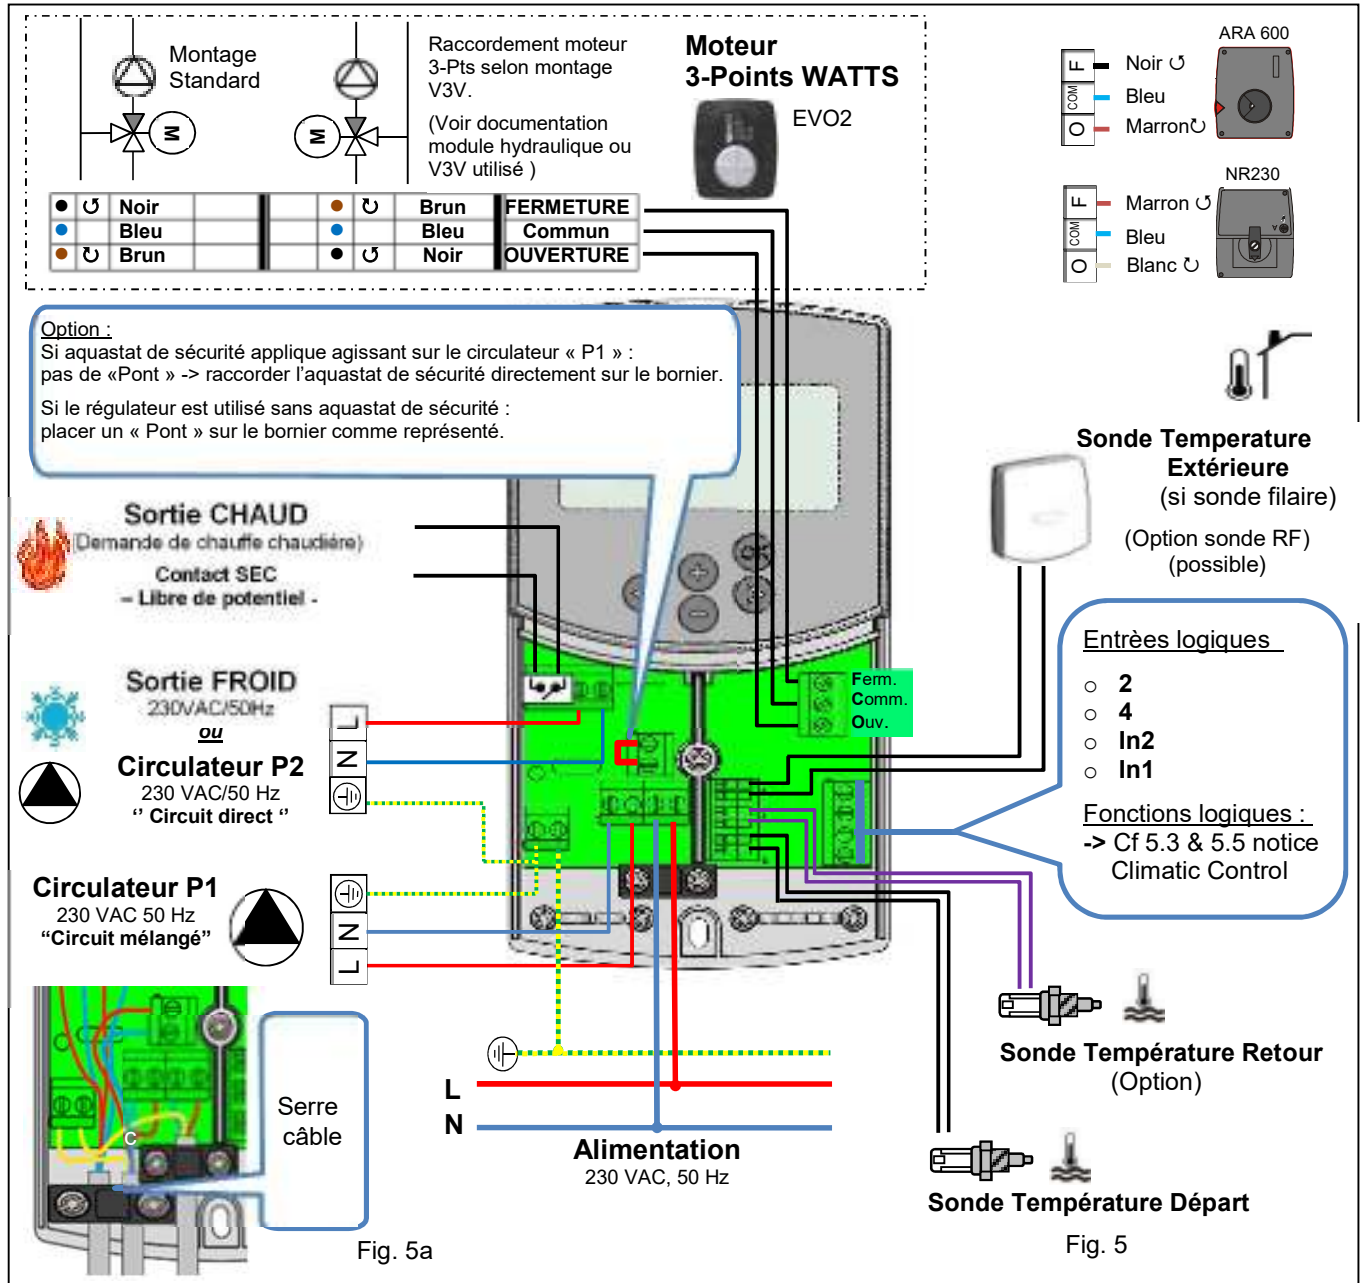 Montage
Standard
Raccordement moteur
3-Pts selon montage
V3V.
(Voir documentation
module hydraulique ou
V3V utilisé )
Moteur
3-Points WATTS
EVO2
M
M
● ↺ Noir ● ↻ Brun FERMETURE
● Bleu ● Bleu Commun
● ↻ Brun ● ↺ Noir OUVERTURE
ARA 600
F Noir ↺
COM Bleu
O Marron↻
NR230
F Marron ↺
COM Bleu
O Blanc ↻
Option :
Si aquastat de sécurité applique agissant sur le circulateur « P1 » :
pas de «Pont » -> raccorder l'aquastat de sécurité directement sur le bornier.
Si le régulateur est utilisé sans aquastat de sécurité :
placer un « Pont » sur le bornier comme représenté.
Sonde Temperature
Extérieure
(si sonde filaire)
(Option sonde RF)
(possible)
Sortie CHAUD
(Demande de chauffe chaudière)
Contact SEC
– Libre de potentiel -
OK
Entrèes logiques
○ 2
○ 4
○ In2
○ In1
Fonctions logiques :
-> Cf 5.3 & 5.5 notice
Climatic Control
Ferm.
Comm.
Ouv.
Sortie FROID
230VAC/50Hz
ou
Circulateur P2
230 VAC/50 Hz
‘’ Circuit direct ‘’
L
N
Circulateur P1
230 VAC 50 Hz
“Circuit mélangé”
N
L
Serre
câble
C
Fig. 5a
L
N
Alimentation
230 VAC, 50 Hz
Sonde Température Retour
(Option)
Sonde Température Départ
Fig. 5